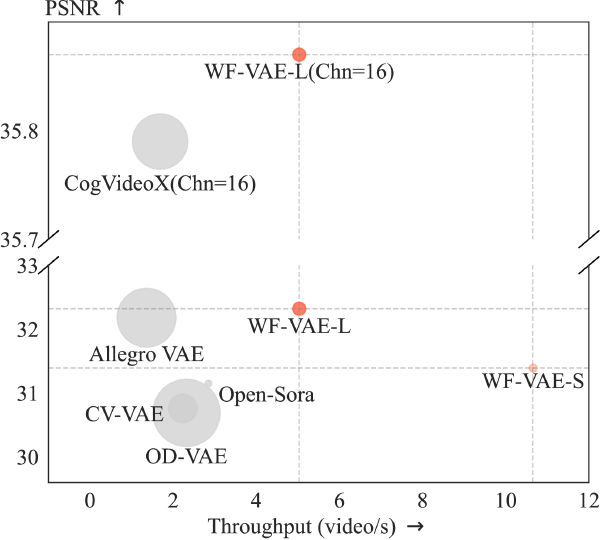 PSNR ↑
WF-VAE-L(Chn=16)
35.8
CogVideoX(Chn=16)
35.7
33
32
WF-VAE-L
Allegro VAE
WF-VAE-S
31
Open-Sora
CV-VAE
30
OD-VAE
0 2 4 6 8 10 12
Throughput (video/s) →